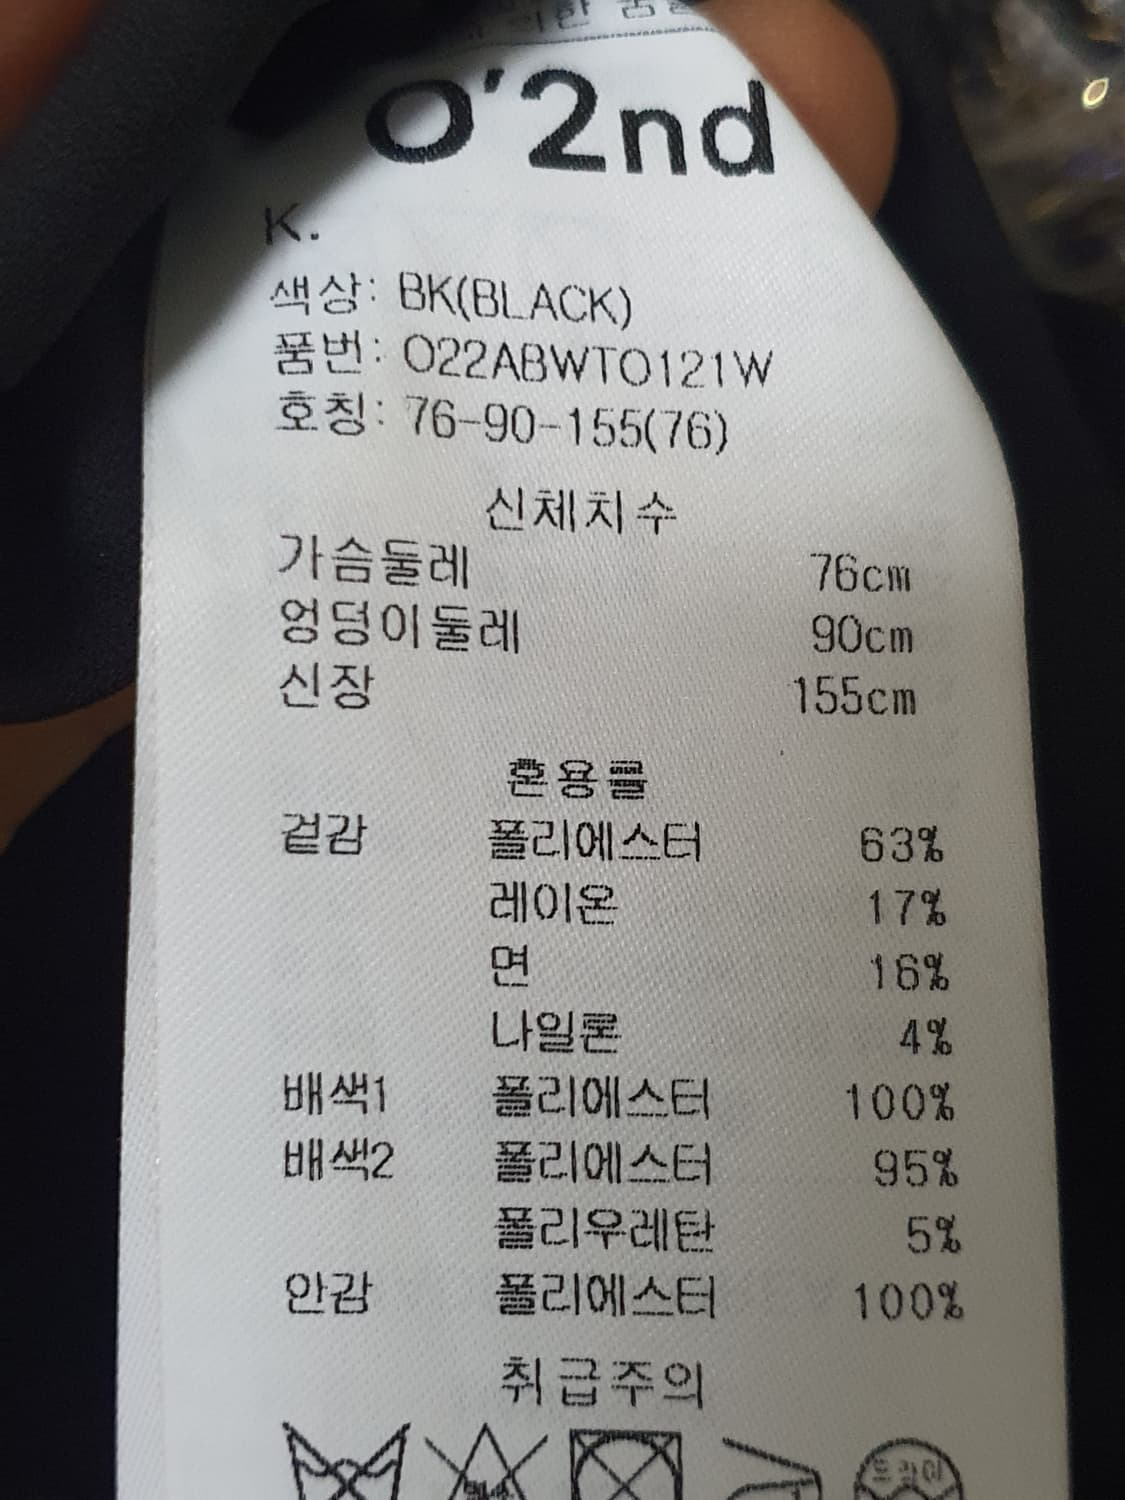 O'2nd
K.
색상: BK(BLACK)
품번: O22ABWTO121W
호칭: 76-90-155(76)
신체치수
가슴둘레 76cm
엉덩이둘레 90cm
신장 155cm
혼용률
겉감 폴리에스터 63%
레이온 17%
면 16%
나일론 4%
배색1 폴리에스터 100%
배색2 폴리에스터 95%
폴리우레탄 5%
안감 폴리에스터 100%
취급주의
드라이